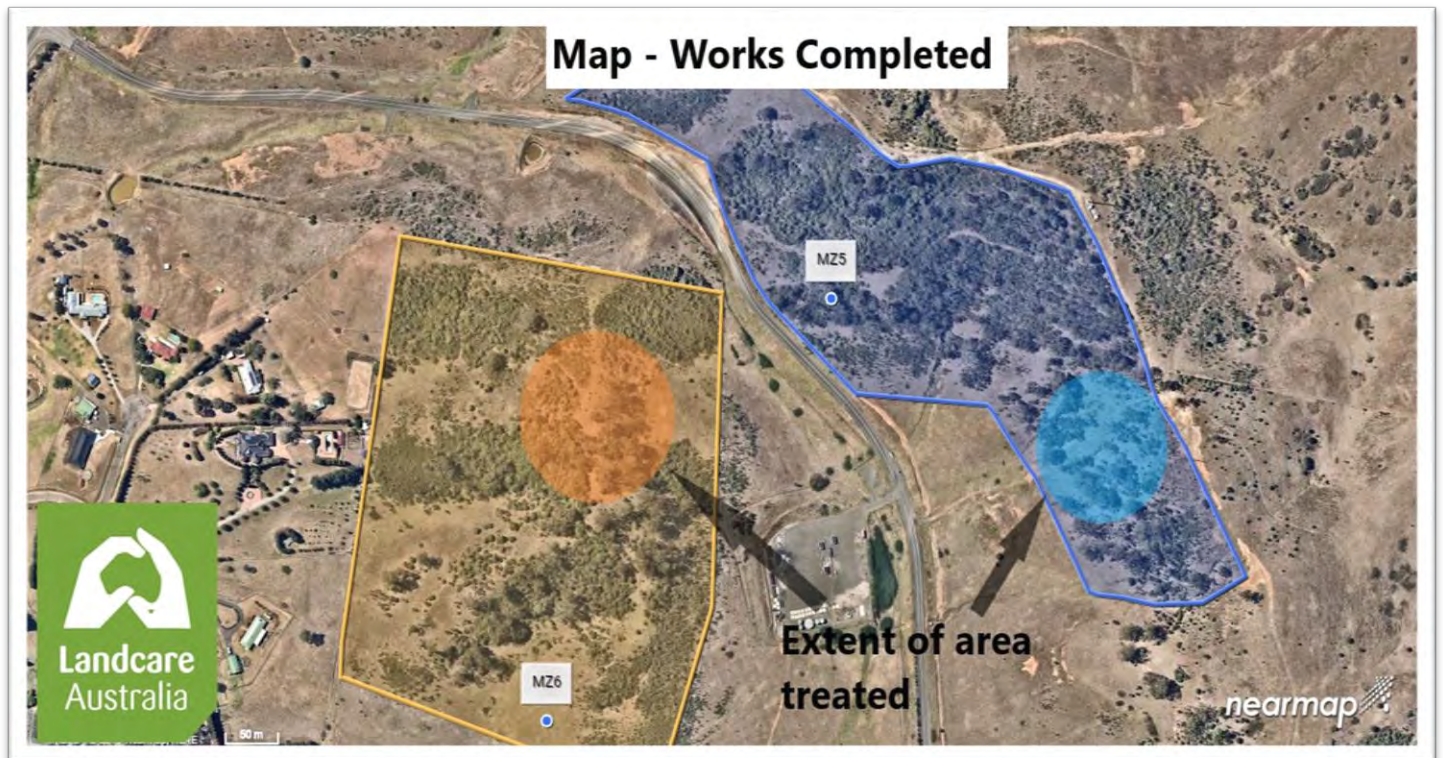 Map - Works Completed
MZ5
MZ6
Extent of area
treated
Landcare
Australia
50 m
nearmap